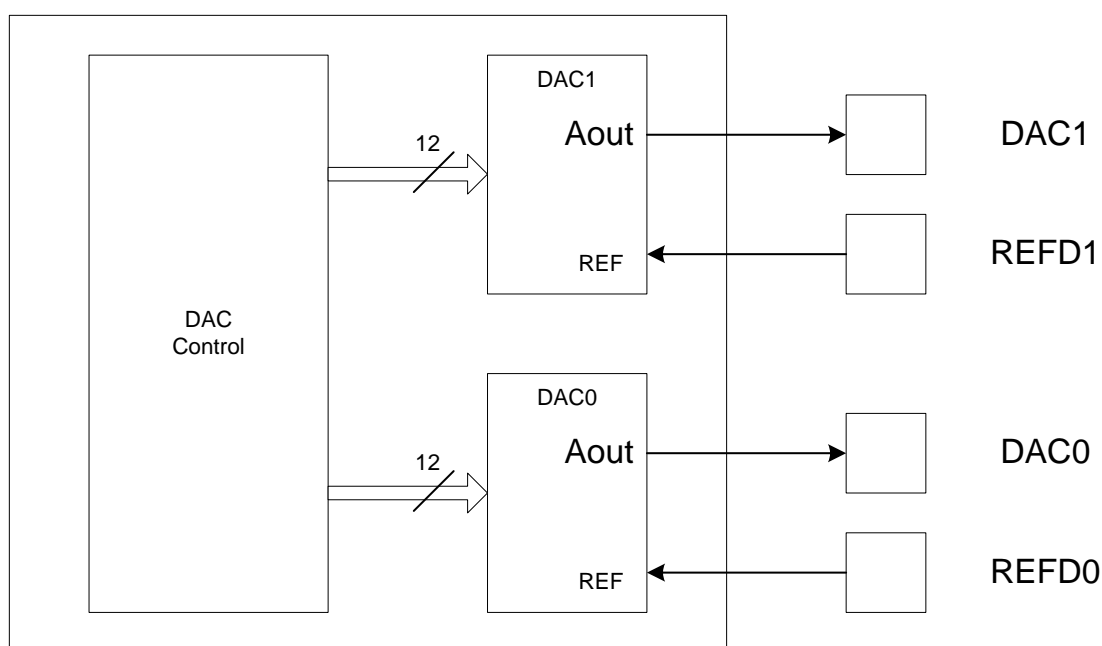 DAC1
12
Aout
DAC1
REF
REFD1
DAC
Control
DAC0
12
Aout
DAC0
REF
REFD0